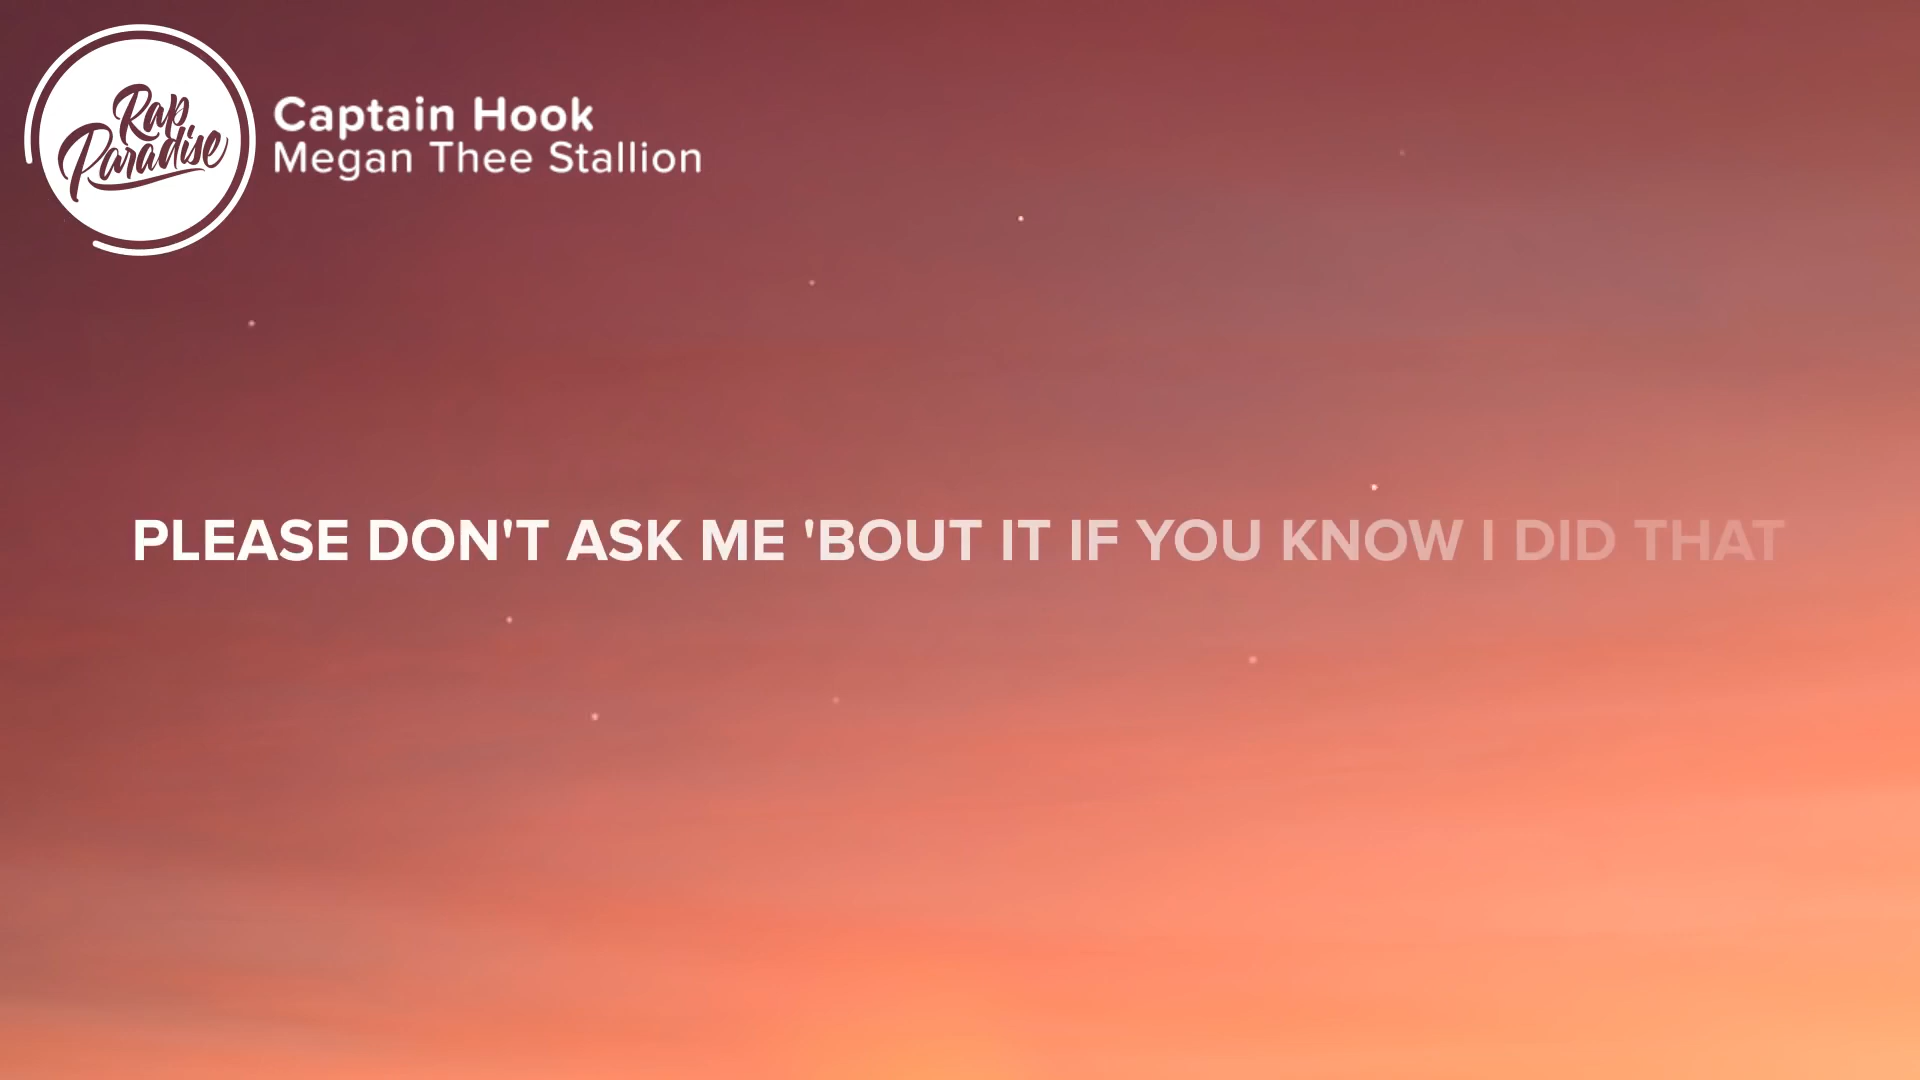 Rap
Paradise
Captain Hook
Megan Thee Stallion
PLEASE DON'T ASK ME 'BOUT IT IF YOU KNOW I DID THAT